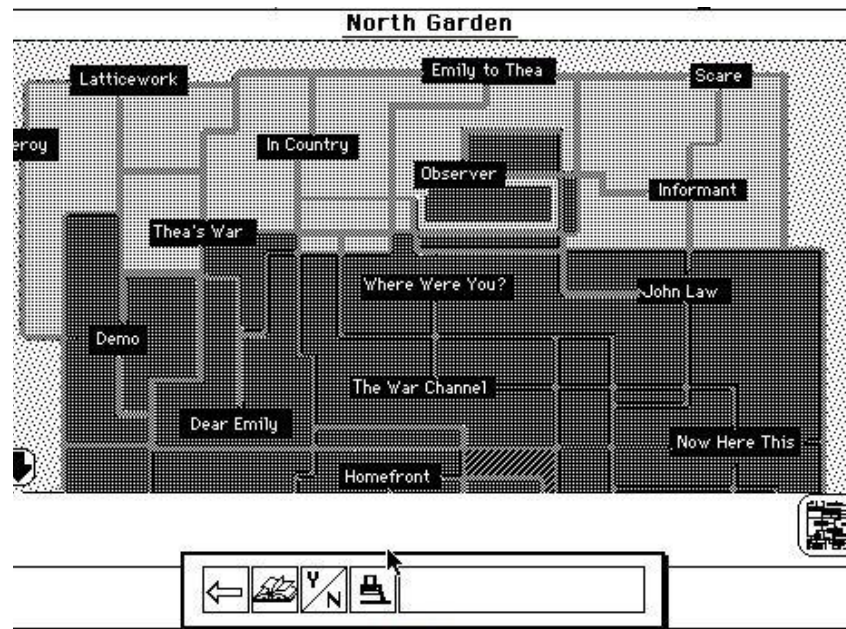 North Garden
Latticework
Emily to Thea
Scare
eroy
In Country
Observer
Informant
Thea's War
Where Were You?
John Law
Demo
The War Channel
Dear Emily
Now Here This
Homefront
Y
N